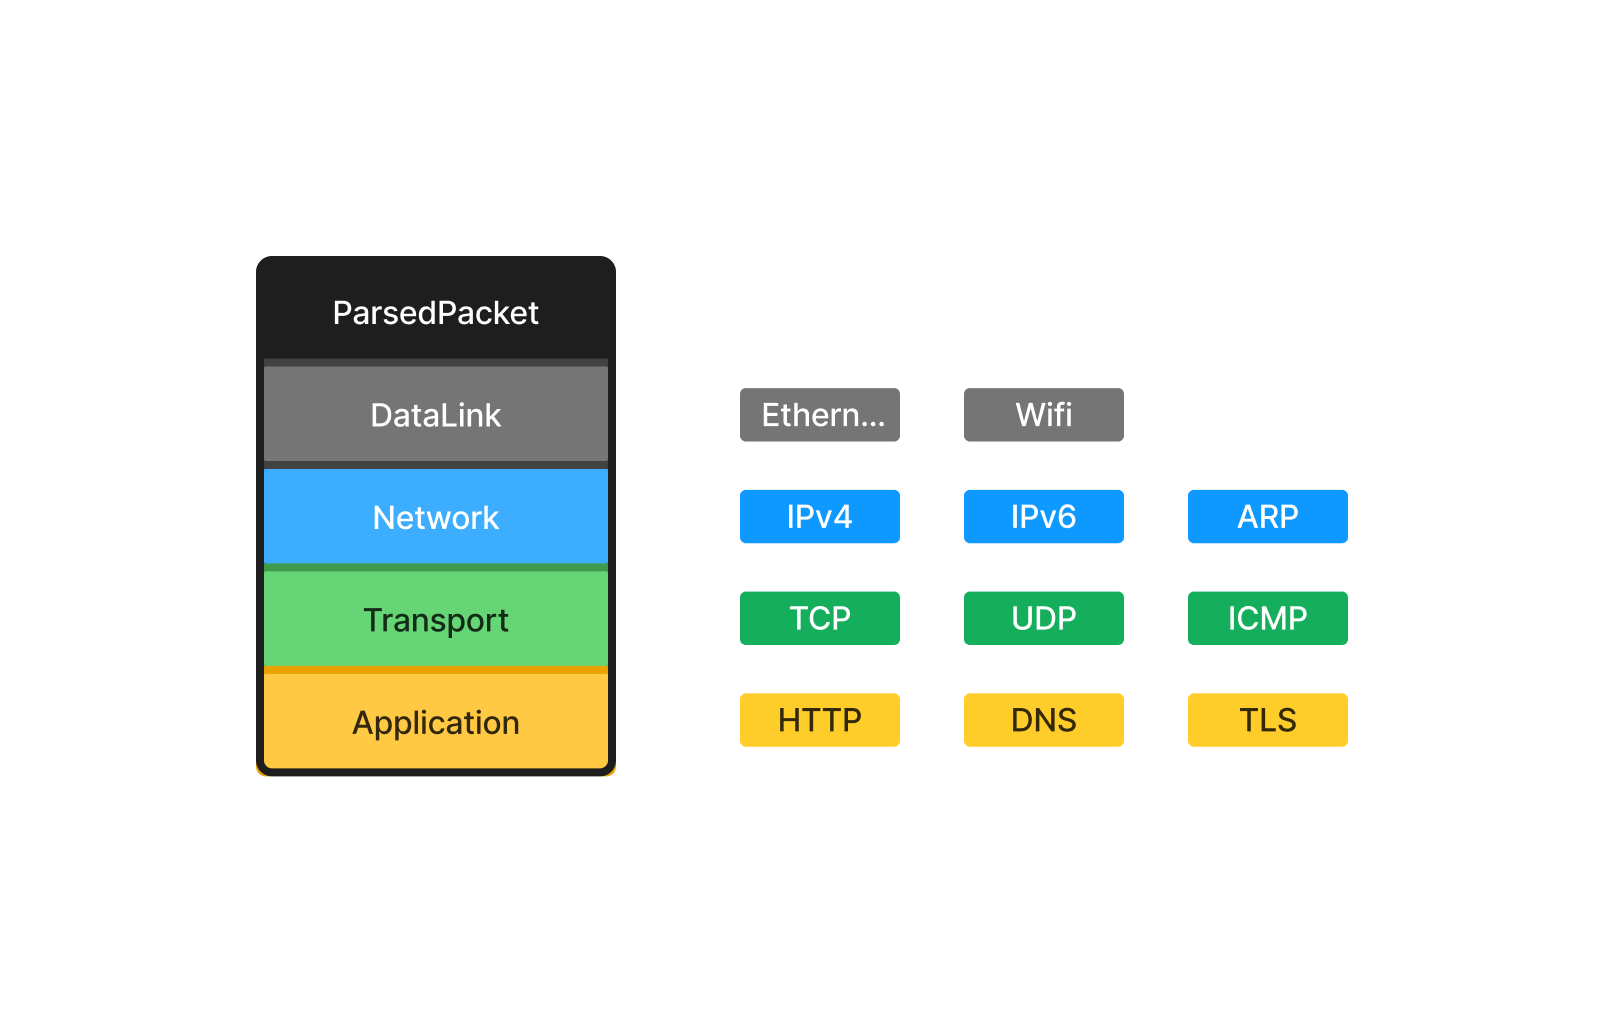 ParsedPacket
DataLink
Ethern...
Wifi
Network
IPv4
IPv6
ARP
Transport
TCP
UDP
ICMP
Application
HTTP
DNS
TLS